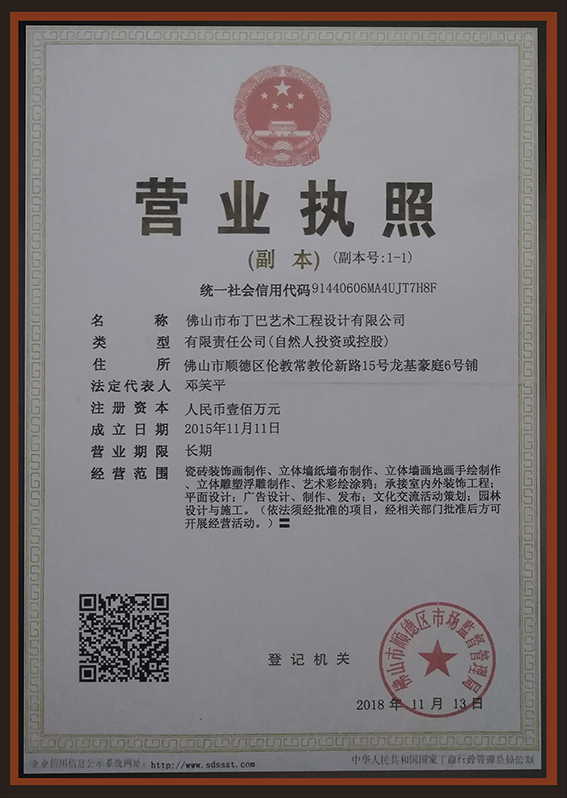 营业执照
(副 本) (副本号:1-1)
统一社会信用代码91440606MA4UJT7H8F
名 称 佛山市布丁巴艺术工程设计有限公司
类 型 有限责任公司(自然人投资或控股)
住 所 佛山市顺德区伦教常教伦新路15号龙基豪庭6号铺
法定代表人 邓笑平
注册资本 人民币壹佰万元
成立日期 2015年11月11日
营业期限 长期
经营范围 瓷砖装饰画制作、立体墙纸墙布制作、立体墙画地画手绘制作
、立体雕塑浮雕制作、艺术彩绘涂鸦；承接室内外装饰工程；
平面设计；广告设计、制作、发布；文化交流活动策划；园林
设计与施工。（依法须经批准的项目，经相关部门批准后方可
开展经营活动。）〓
佛山市顺德区市场监督管理局
登记机关
2018 年 11 月 13 日
企业信用信息公示系统网址: http://www.sdsszt.com
中华人民共和国国家工商行政管理总局监制